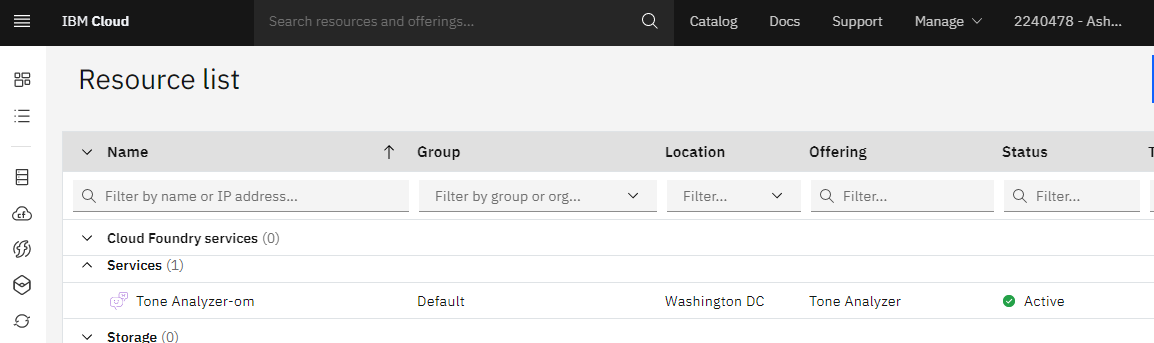 IBM Cloud Search resources and offerings... Catalog Docs Support Manage 2240478 - Ash...
Resource list
Name Group Location Offering Status
Filter by name or IP address... Filter by group or org... Filter... Filter... Filter...
Cloud Foundry services (0)
Services (1)
Tone Analyzer-om Default Washington DC Tone Analyzer Active
Storage (0)